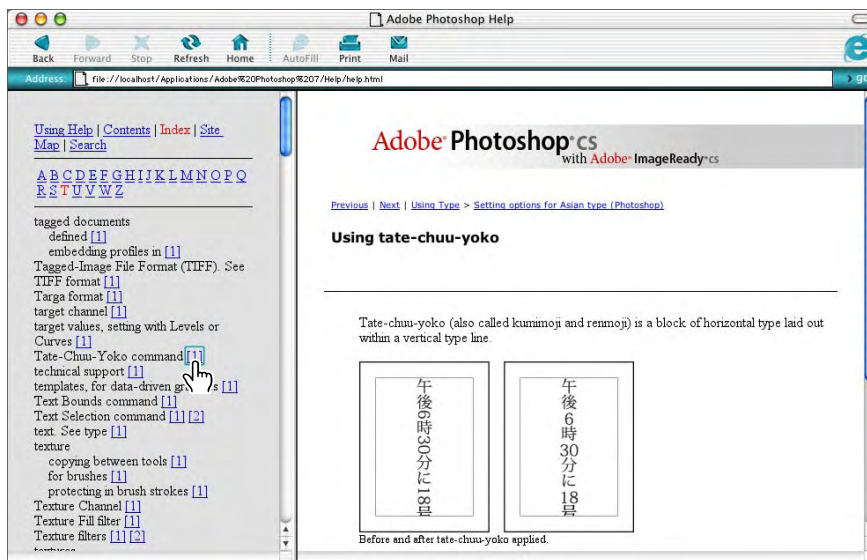 Adobe Photoshop Help
Back Forward Stop Refresh Home AutoFill Print Mail
Address: file://localhost/Applications/Adobe%20Photoshop%207/Help/help.html
Using Help | Contents | Index | Site
Map | Search
A B C D E F G H I J K L M N O P Q
R S T U V W Z
tagged documents
defined [1]
embedding profiles in [1]
Tagged-Image File Format (TIFF). See
TIFF format [1]
Targa format [1]
target channel [1]
target values, setting with Levels or
Curves [1]
Tate-Chuu-Yoko command [1]
technical support [1]
templates, for data-driven [1]
Text Bounds command [1]
Text Selection command [1] [2]
text. See type [1]
texture
copying between tools [1]
for brushes [1]
protecting in brush strokes [1]
Texture Channel [1]
Texture Fill filter [1]
Texture filters [1] [2]
Adobe Photoshop cs
with Adobe ImageReady cs
Previous | Next | Using Type > Setting options for Asian type (Photoshop)
Using tate-chuu-yoko
Tate-chuu-yoko (also called kumimoji and renmoji) is a block of horizontal type laid out
within a vertical type line.
午後6時30分に18号
午後6時30分に18号
Before and after tate-chuu-yoko applied.